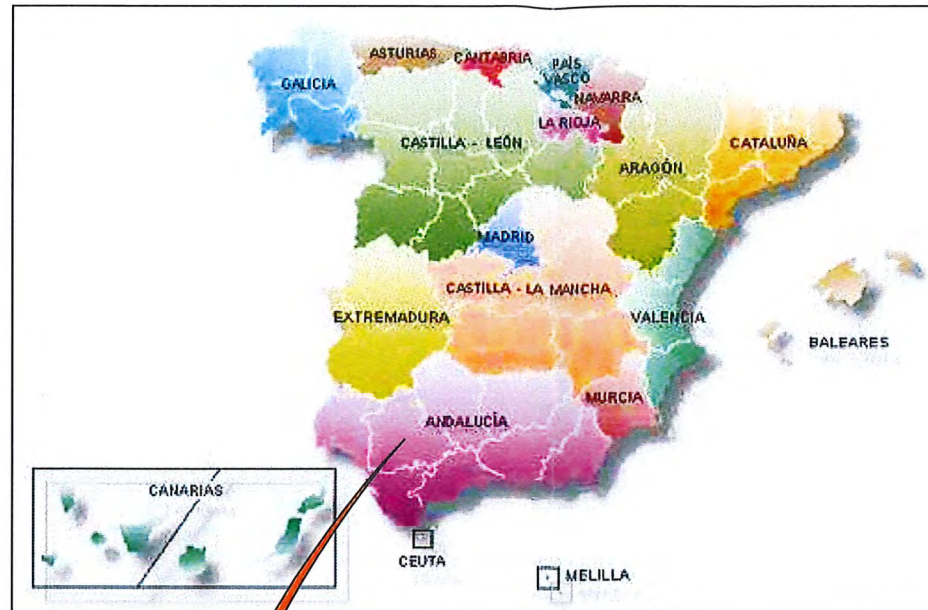 ASTURIAS
CANTABRIA
PAÍS
VASCO
GALICIA
NAVARRA
LA RIOJA
CASTILLA - LEÓN
CATALUÑA
ARAGÓN
MADRID
CASTILLA - LA MANCHA
EXTREMADURA
VALENCIA
BALEARES
MURCIA
ANDALUCÍA
CANARIAS
CEUTA
MELILLA